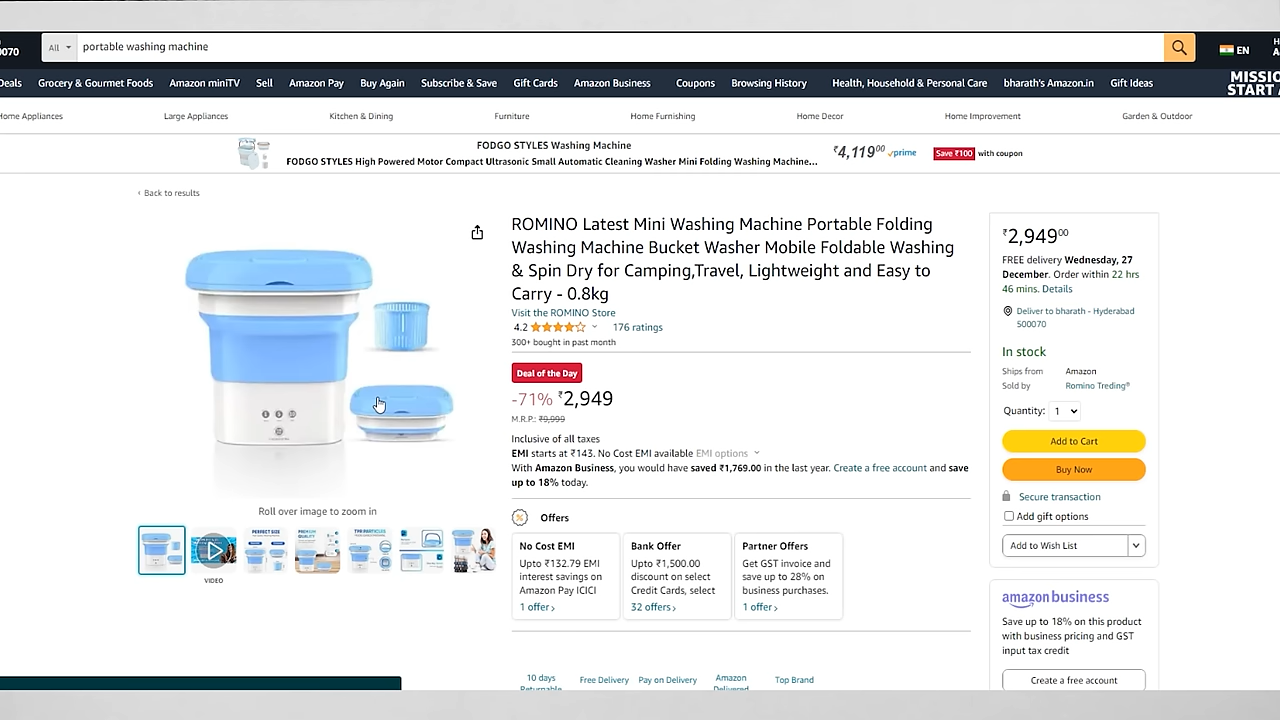 0070
All
portable washing machine
EN
Deals
Grocery & Gourmet Foods
Amazon miniTV
Sell
Amazon Pay
Buy Again
Subscribe & Save
Gift Cards
Amazon Business
Coupons
Browsing History
Health, Household & Personal Care
bharath's Amazon.in
Gift Ideas
MISSIO
START A
Home Appliances
Large Appliances
Kitchen & Dining
Furniture
Home Furnishing
Home Decor
Home Improvement
Garden & Outdoor
FODGO STYLES Washing Machine
FODGO STYLES High Powered Motor Compact Ultrasonic Small Automatic Cleaning Washer Mini Folding Washing Machine...
₹4,11900 prime
Save ₹100 with coupon
‹ Back to results
ROMINO Latest Mini Washing Machine Portable Folding
Washing Machine Bucket Washer Mobile Foldable Washing
& Spin Dry for Camping,Travel, Lightweight and Easy to
Carry - 0.8kg
Visit the ROMINO Store
4.2 176 ratings
300+ bought in past month
Deal of the Day
-71% ₹2,949
M.R.P.: ₹9,999
Inclusive of all taxes
EMI starts at ₹143. No Cost EMI available EMI options
With Amazon Business, you would have saved ₹1,769.00 in the last year. Create a free account and save
up to 18% today.
Offers
No Cost EMI
Upto ₹132.79 EMI
interest savings on
Amazon Pay ICICI
1 offer ›
Bank Offer
Upto ₹1,500.00
discount on select
Credit Cards, select
32 offers ›
Partner Offers
Get GST invoice and
save up to 28% on
business purchases.
1 offer ›
10 days
Returnable
Free Delivery
Pay on Delivery
Amazon
Delivered
Top Brand
Roll over image to zoom in
PERFECT SIZE
VIDEO
₹2,94900
FREE delivery Wednesday, 27
December. Order within 22 hrs
46 mins. Details
Deliver to bharath - Hyderabad
500070
In stock
Ships from Amazon
Sold by Romino Treding®
Quantity: 1
Add to Cart
Buy Now
Secure transaction
Add gift options
Add to Wish List
amazon business
Save up to 18% on this product
with business pricing and GST
input tax credit
Create a free account